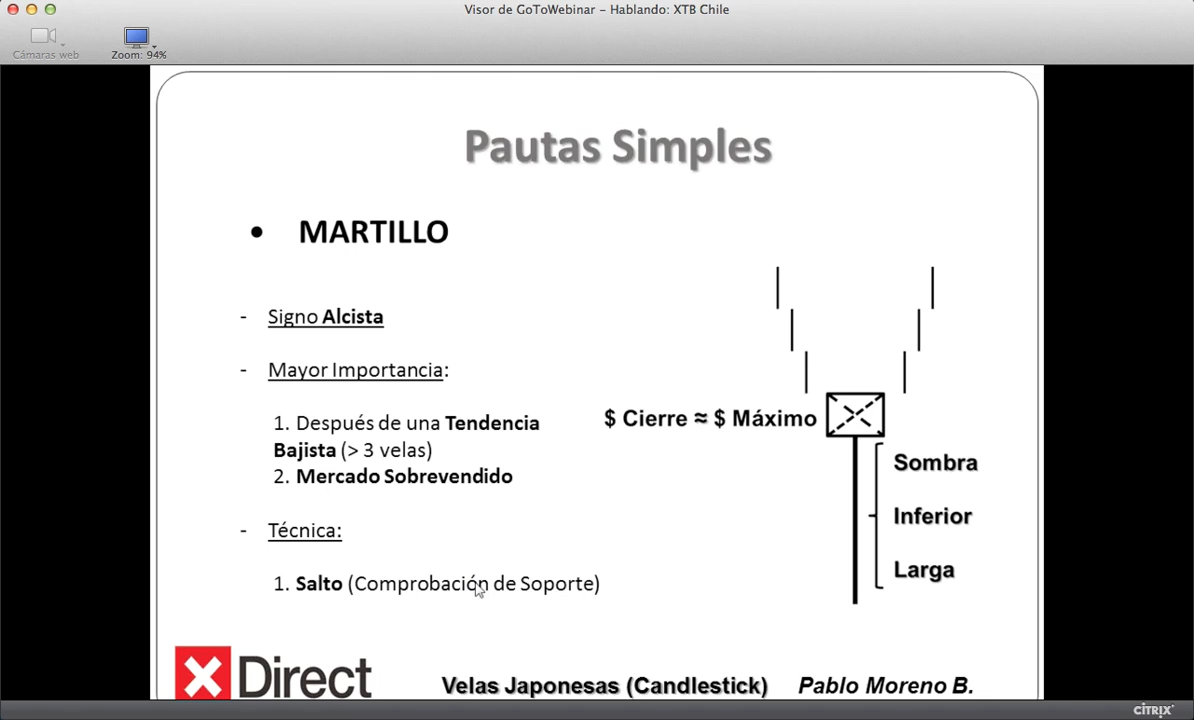 Visor de GoToWebinar – Hablando: XTB Chile
Cámaras web
Zoom: 94%
Pautas Simples
• MARTILLO
- Signo Alcista
- Mayor Importancia:
1. Después de una Tendencia
Bajista (> 3 velas)
2. Mercado Sobrevendido
- Técnica:
1. Salto (Comprobación de Soporte)
$ Cierre ≈ $ Máximo
Sombra
Inferior
Larga
X Direct
Velas Japonesas (Candlestick) Pablo Moreno B.
CITRIX